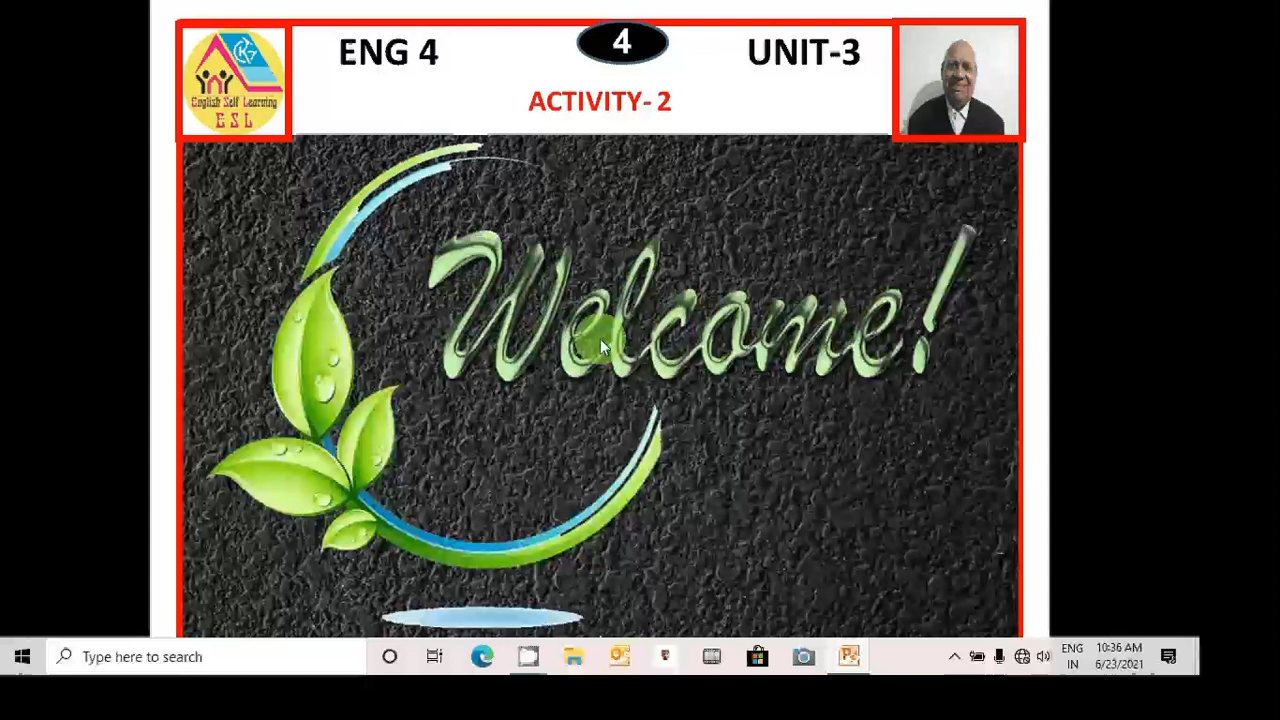 ENG 4
4
UNIT-3
ACTIVITY- 2
CK
English Self Learning
ESL
Welcome!
Type here to search
ENG
IN
10:36 AM
6/23/2021